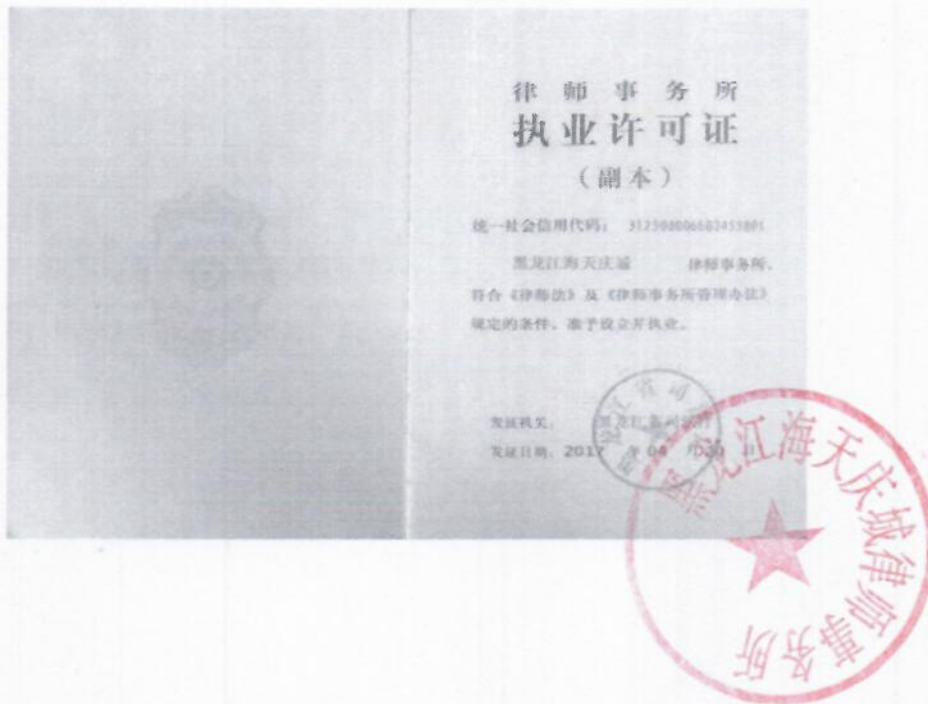 律师事务所
执业许可证
（副本）
统一社会信用代码：
黑龙江海天庆 律师事务所，
符合《律师法》及《律师事务所管理办法》
规定的条件，准予设立并执业。
发证机关：
发证日期：2017 年 04 月 20 日
黑龙江海天庆城律师事务所